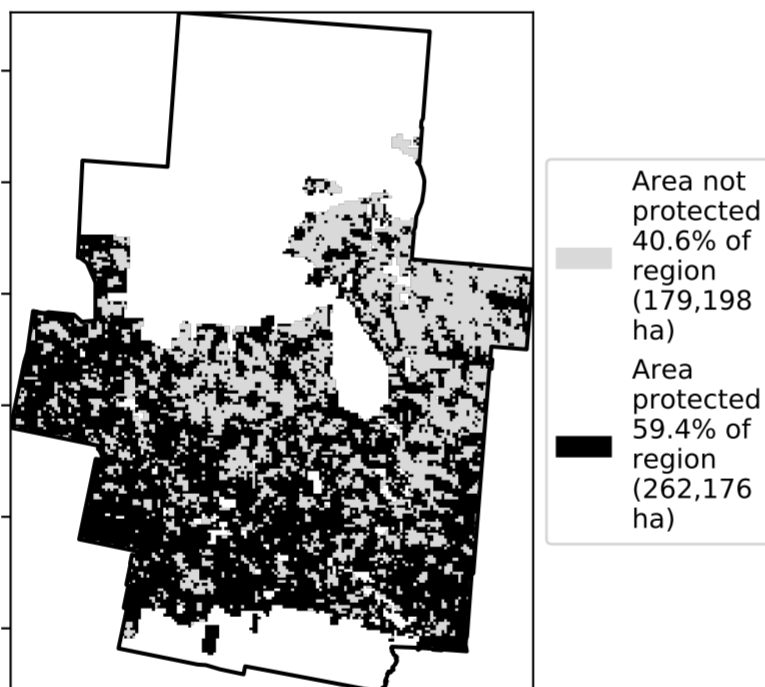 Area not
protected
40.6% of
region
(179,198
ha)
Area
protected
59.4% of
region
(262,176
ha)